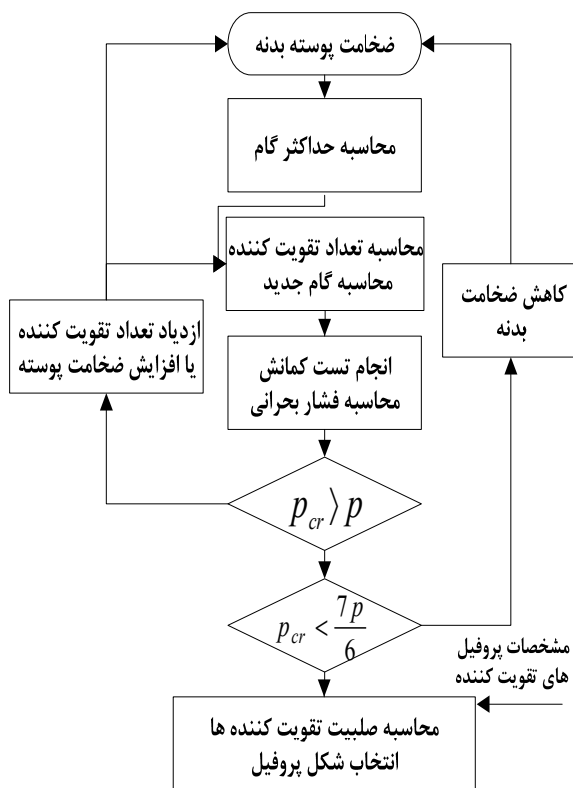 ضخامت پوسته بدنه
محاسبه حداکثر گام
محاسبه تعداد تقویت کننده
محاسبه گام جدید
کاهش ضخامت
بدنه
ازدیاد تعداد تقویت کننده
یا افزایش ضخامت پوسته
انجام تست کمانش
محاسبه فشار بحرانی
p_cr ⟩ p
p_cr < 7p/6
مشخصات پروفیل
های تقویت کننده
محاسبه صلبیت تقویت کننده ها
انتخاب شکل پروفیل